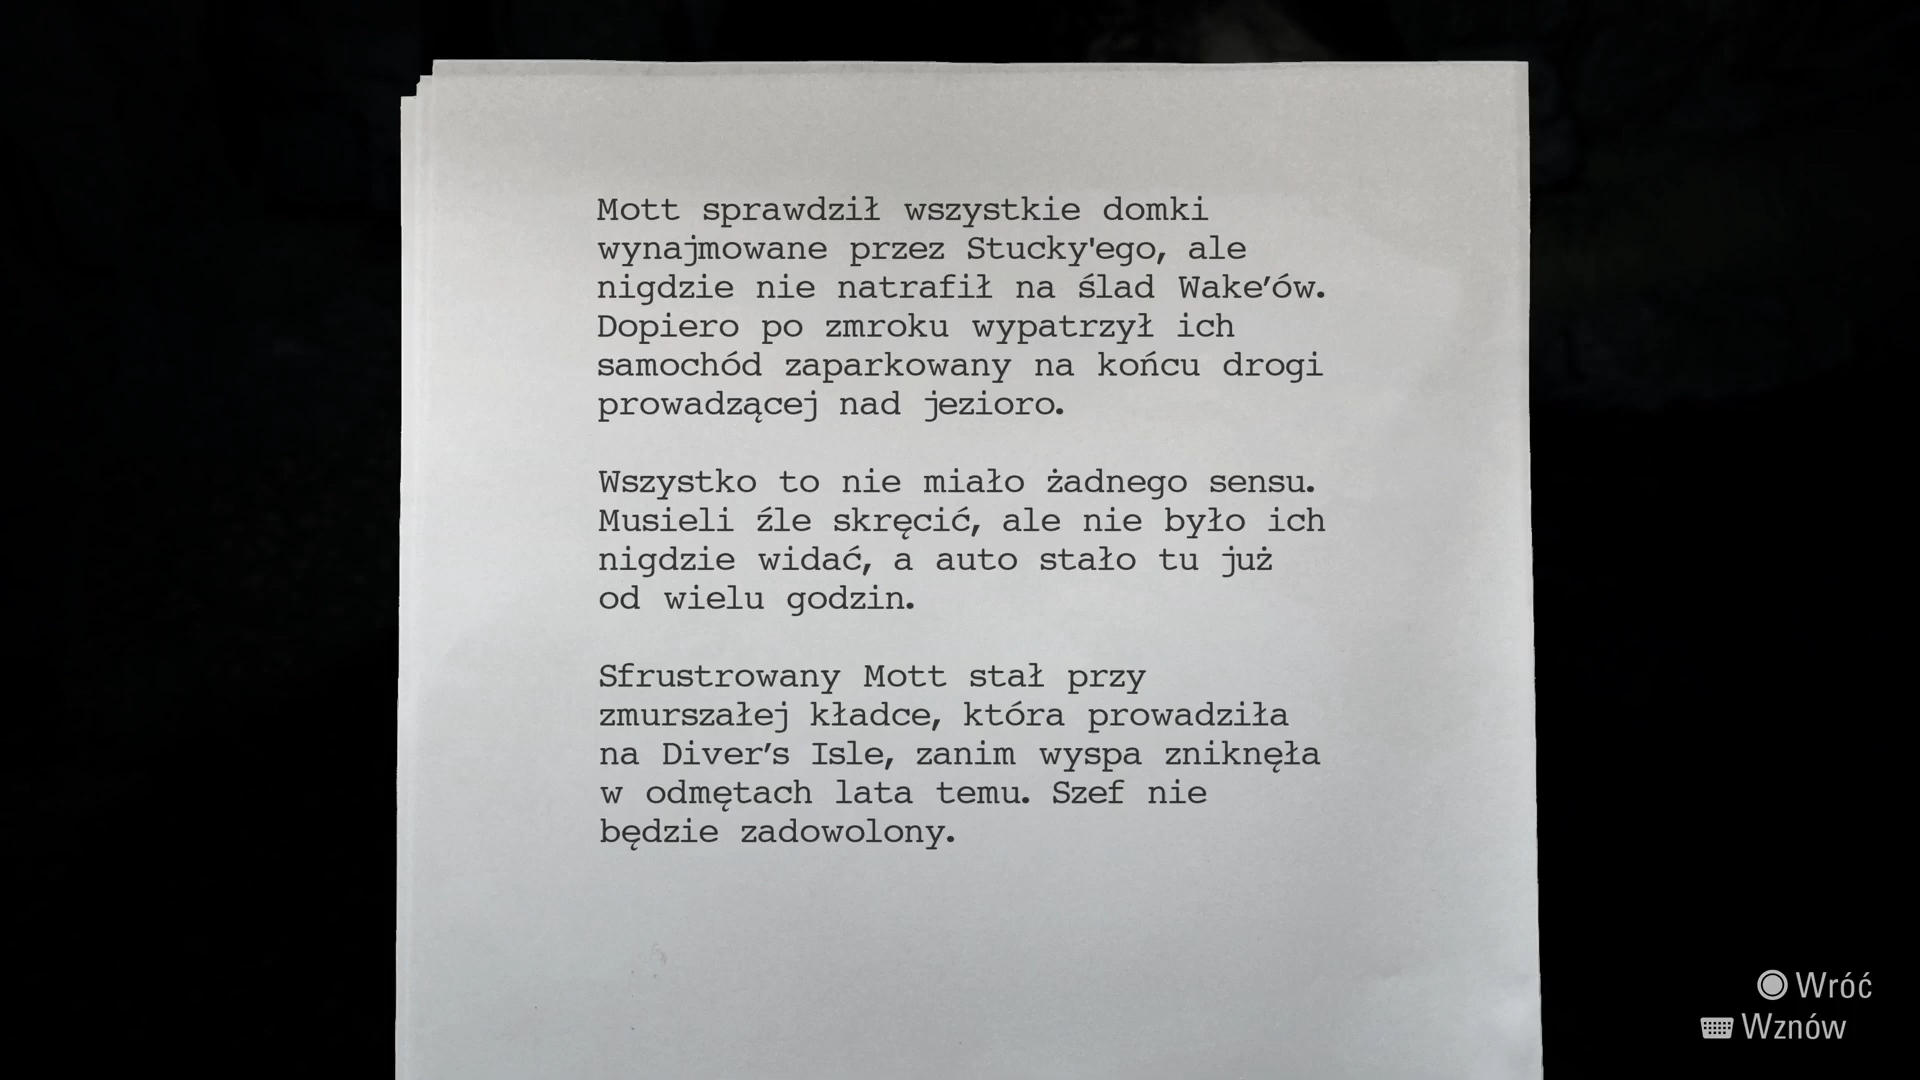 Mott sprawdził wszystkie domki
wynajmowane przez Stucky'ego, ale
nigdzie nie natrafił na ślad Wake’ów.
Dopiero po zmroku wypatrzył ich
samochód zaparkowany na końcu drogi
prowadzącej nad jezioro.
Wszystko to nie miało żadnego sensu.
Musieli źle skręcić, ale nie było ich
nigdzie widać, a auto stało tu już
od wielu godzin.
Sfrustrowany Mott stał przy
zmurszałej kładce, która prowadziła
na Diver’s Isle, zanim wyspa zniknęła
w odmętach lata temu. Szef nie
będzie zadowolony.
Wróć
Wznów